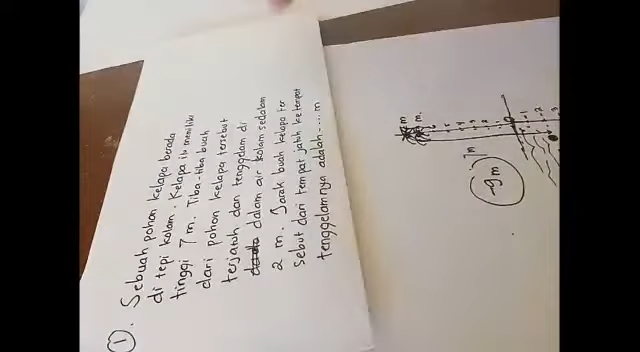 1. Sebuah pohon kelapa berada
di tepi kolam. Kelapa itu memiliki
tinggi 7 m. Tiba-tiba buah
dari pohon kelapa tersebut
terjatuh dan tenggelam di
dalam air kolam sedalam
2 m. Jarak buah kelapa ter
sebut dari tempat jatuh ke tempat
tenggelamnya adalah.... m
-9 m